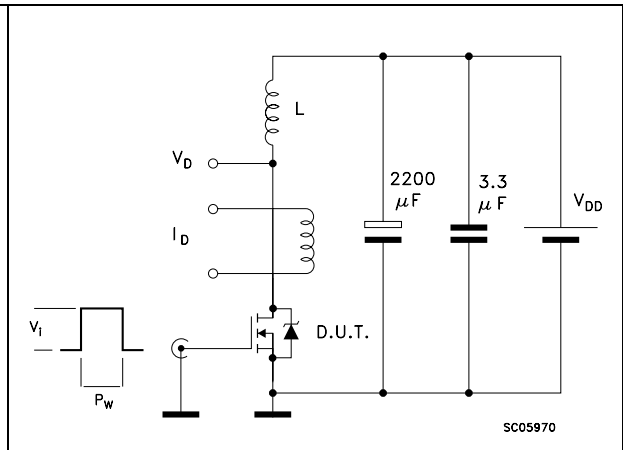 L
V_D
2200
μF
3.3
μF
V_DD
I_D
D.U.T.
V_i
P_W
SC05970